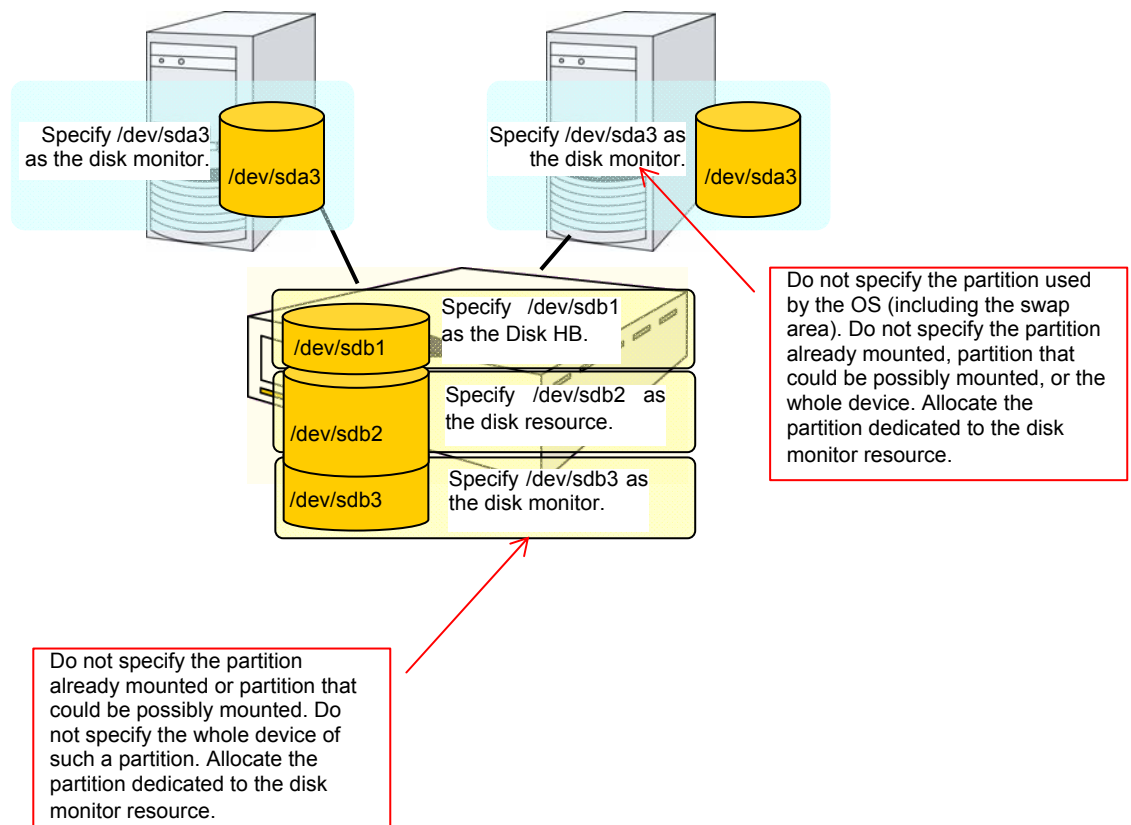 Specify /dev/sda3
as the disk monitor.
/dev/sda3
Specify /dev/sda3 as
the disk monitor.
/dev/sda3
Do not specify the partition used
by the OS (including the swap
area). Do not specify the partition
already mounted, partition that
could be possibly mounted, or the
whole device. Allocate the
partition dedicated to the disk
monitor resource.
Specify /dev/sdb1
as the Disk HB.
/dev/sdb1
Specify /dev/sdb2 as
the disk resource.
/dev/sdb2
Specify /dev/sdb3 as
the disk monitor.
/dev/sdb3
Do not specify the partition
already mounted or partition that
could be possibly mounted. Do
not specify the whole device of
such a partition. Allocate the
partition dedicated to the disk
monitor resource.